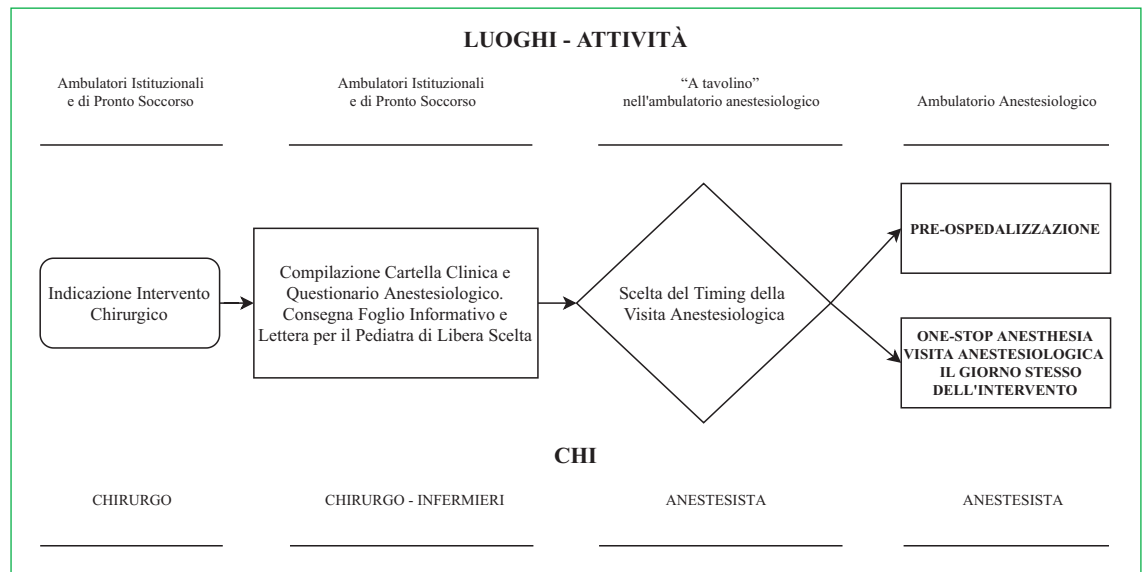 LUOGHI - ATTIVITÀ
Ambulatori Istituzionali
e di Pronto Soccorso
Ambulatori Istituzionali
e di Pronto Soccorso
“A tavolino”
nell'ambulatorio anestesiologico
Ambulatorio Anestesiologico
Indicazione Intervento
Chirurgico
Compilazione Cartella Clinica e
Questionario Anestesiologico.
Consegna Foglio Informativo e
Lettera per il Pediatra di Libera Scelta
Scelta del Timing della
Visita Anestesiologica
PRE-OSPEDALIZZAZIONE
ONE-STOP ANESTHESIA
VISITA ANESTESIOLOGICA
IL GIORNO STESSO
DELL'INTERVENTO
CHI
CHIRURGO
CHIRURGO - INFERMIERI
ANESTESISTA
ANESTESISTA